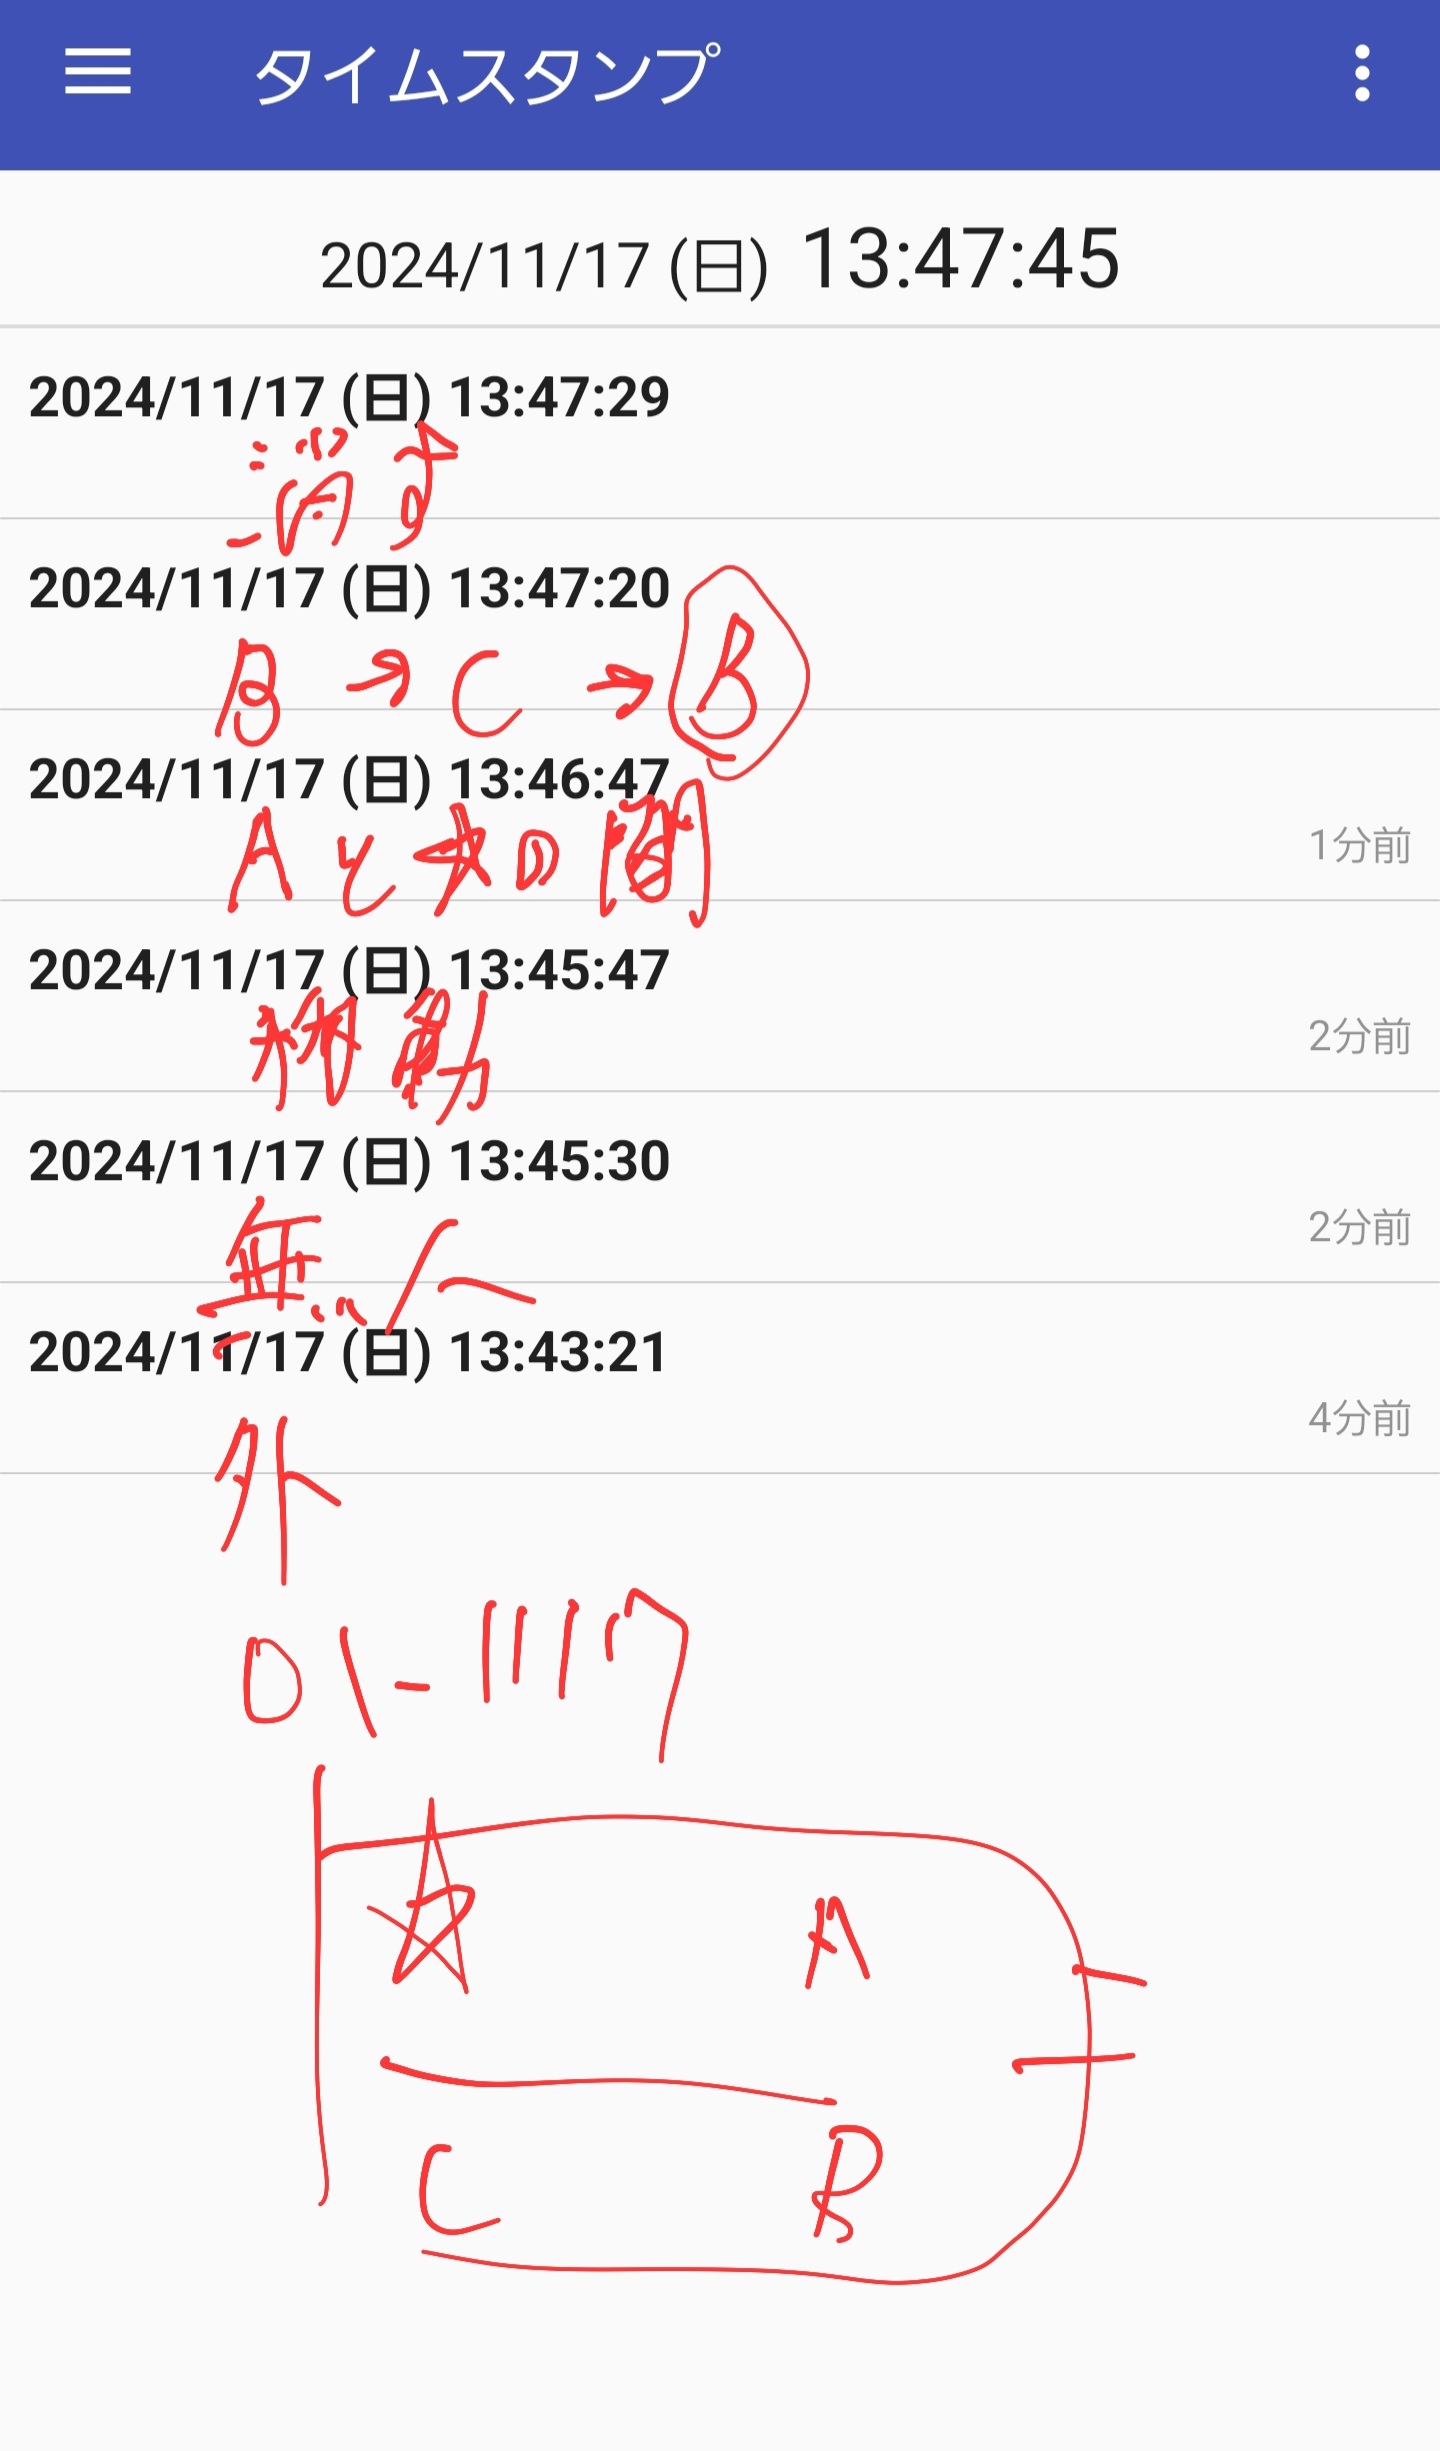 タイムスタンプ
2024/11/17 (日) 13:47:45
2024/11/17 (日) 13:47:29
消す
2024/11/17 (日) 13:47:20
B → C → B
2024/11/17 (日) 13:46:47
1分前
Aと犬の間
2024/11/17 (日) 13:45:47
2分前
移動
2024/11/17 (日) 13:45:30
2分前
無人
2024/11/17 (日) 13:43:21
4分前
外
01-1117
A
C
B